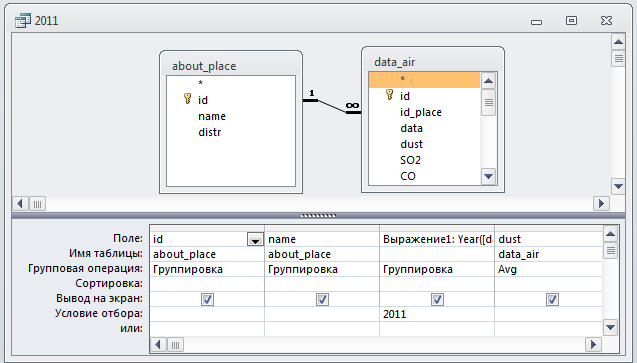 2011
about_place
*
id
name
distr
1
∞
data_air
*
id
id_place
data
dust
SO2
CO
Поле: id name Выражение1: Year([da dust
Имя таблицы: about_place about_place data_air
Групповая операция: Группировка Группировка Группировка Avg
Сортировка:
Вывод на экран:
Условие отбора: 2011
или: